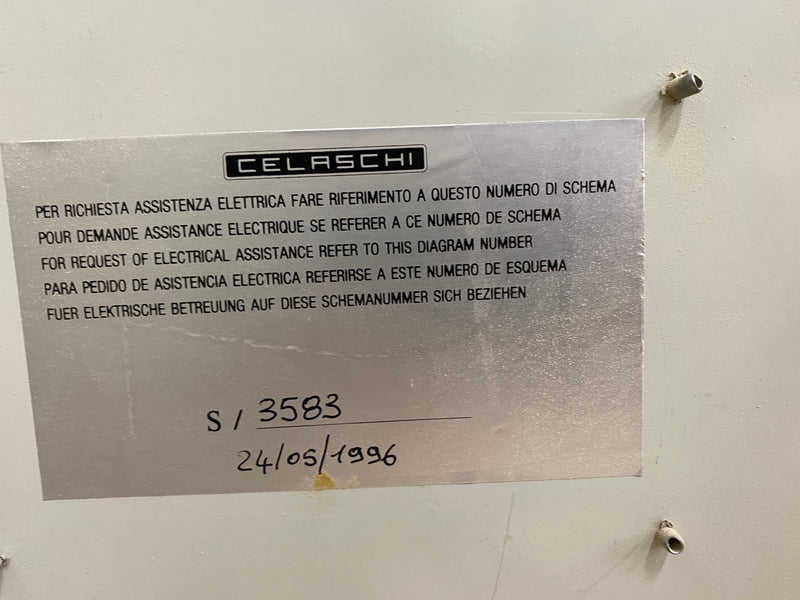 CELASCHI
PER RICHIESTA ASSISTENZA ELETTRICA FARE RIFERIMENTO A QUESTO NUMERO DI SCHEMA
POUR DEMANDE ASSISTANCE ELECTRIQUE SE REFERER A CE NUMERO DE SCHEMA
FOR REQUEST OF ELECTRICAL ASSISTANCE REFER TO THIS DIAGRAM NUMBER
PARA PEDIDO DE ASISTENCIA ELECTRICA REFERIRSE A ESTE NUMERO DE ESQUEMA
FUER ELEKTRISCHE BETREUUNG AUF DIESE SCHEMANUMMER SICH BEZIEHEN
S / 3583
24/05/1996